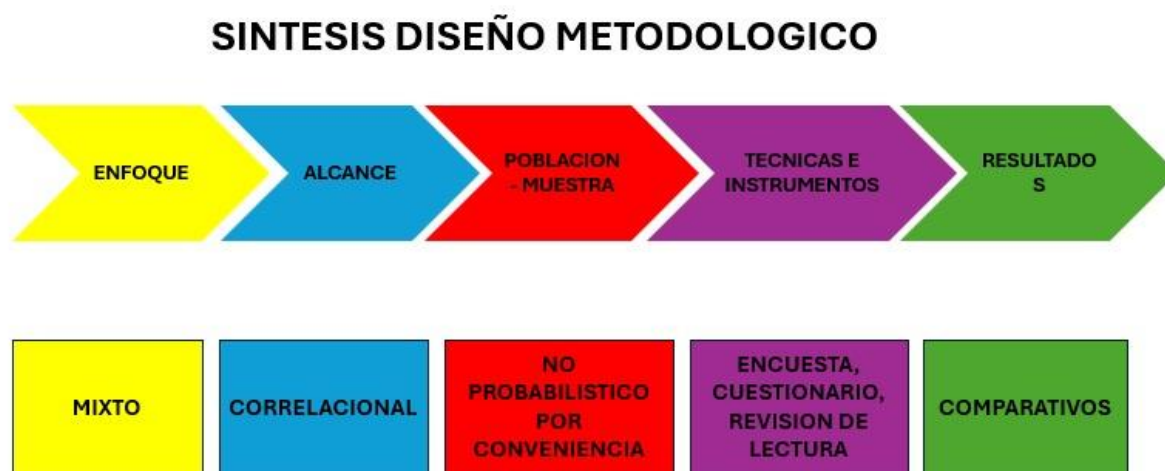 SINTESIS DISEÑO METODOLOGICO
ENFOQUE
ALCANCE
POBLACION
- MUESTRA
TECNICAS E
INSTRUMENTOS
RESULTADO
S
MIXTO
CORRELACIONAL
NO
PROBABILISTICO
POR
CONVENIENCIA
ENCUESTA,
CUESTIONARIO,
REVISION DE
LECTURA
COMPARATIVOS